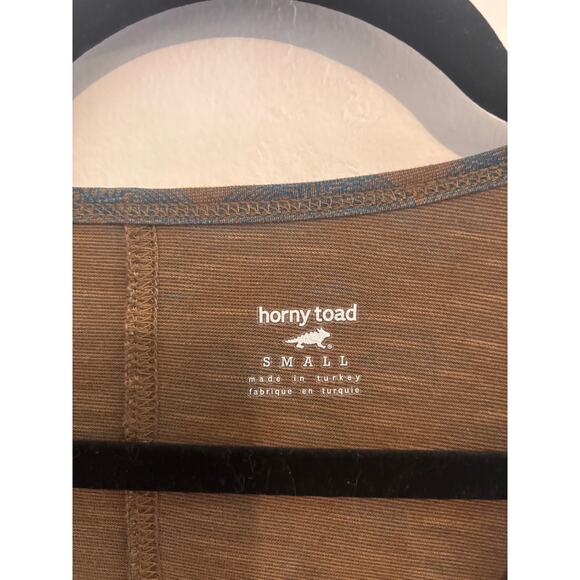 horny toad
®
SMALL
made in turkey
fabrique en turquie